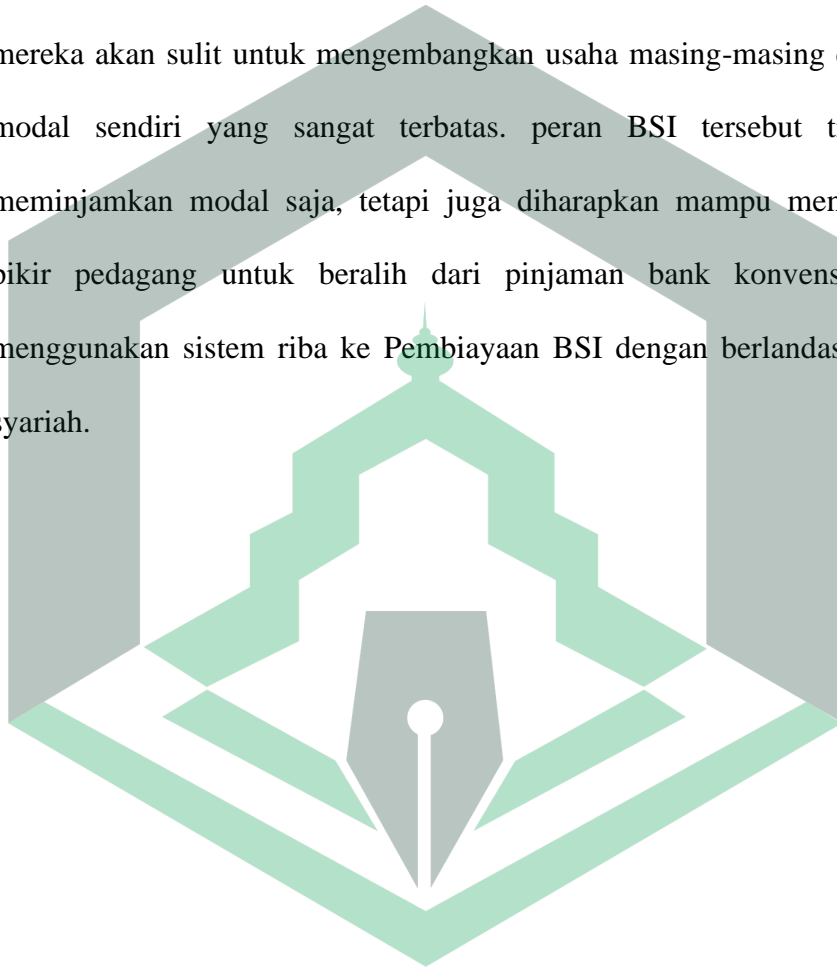 mereka akan sulit untuk mengembangkan usaha masing-masing
modal sendiri yang sangat terbatas. peran BSI tersebut
meminjamkan modal saja, tetapi juga diharapkan mampu
pikir pedagang untuk beralih dari pinjaman bank
menggunakan sistem riba ke Pembiayaan BSI dengan
syariah.